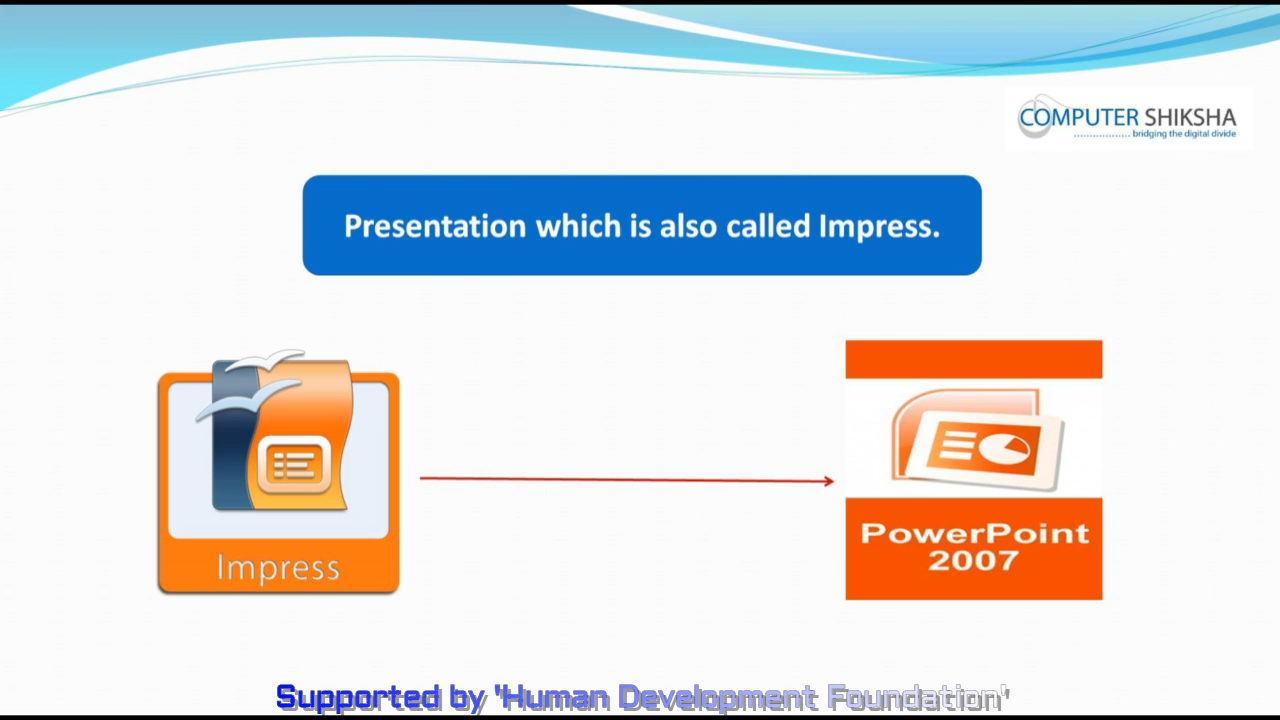 COMPUTER SHIKSHA
bridging the digital divide
Presentation which is also called Impress.
Impress
PowerPoint
2007
Supported by 'Human Development Foundation'